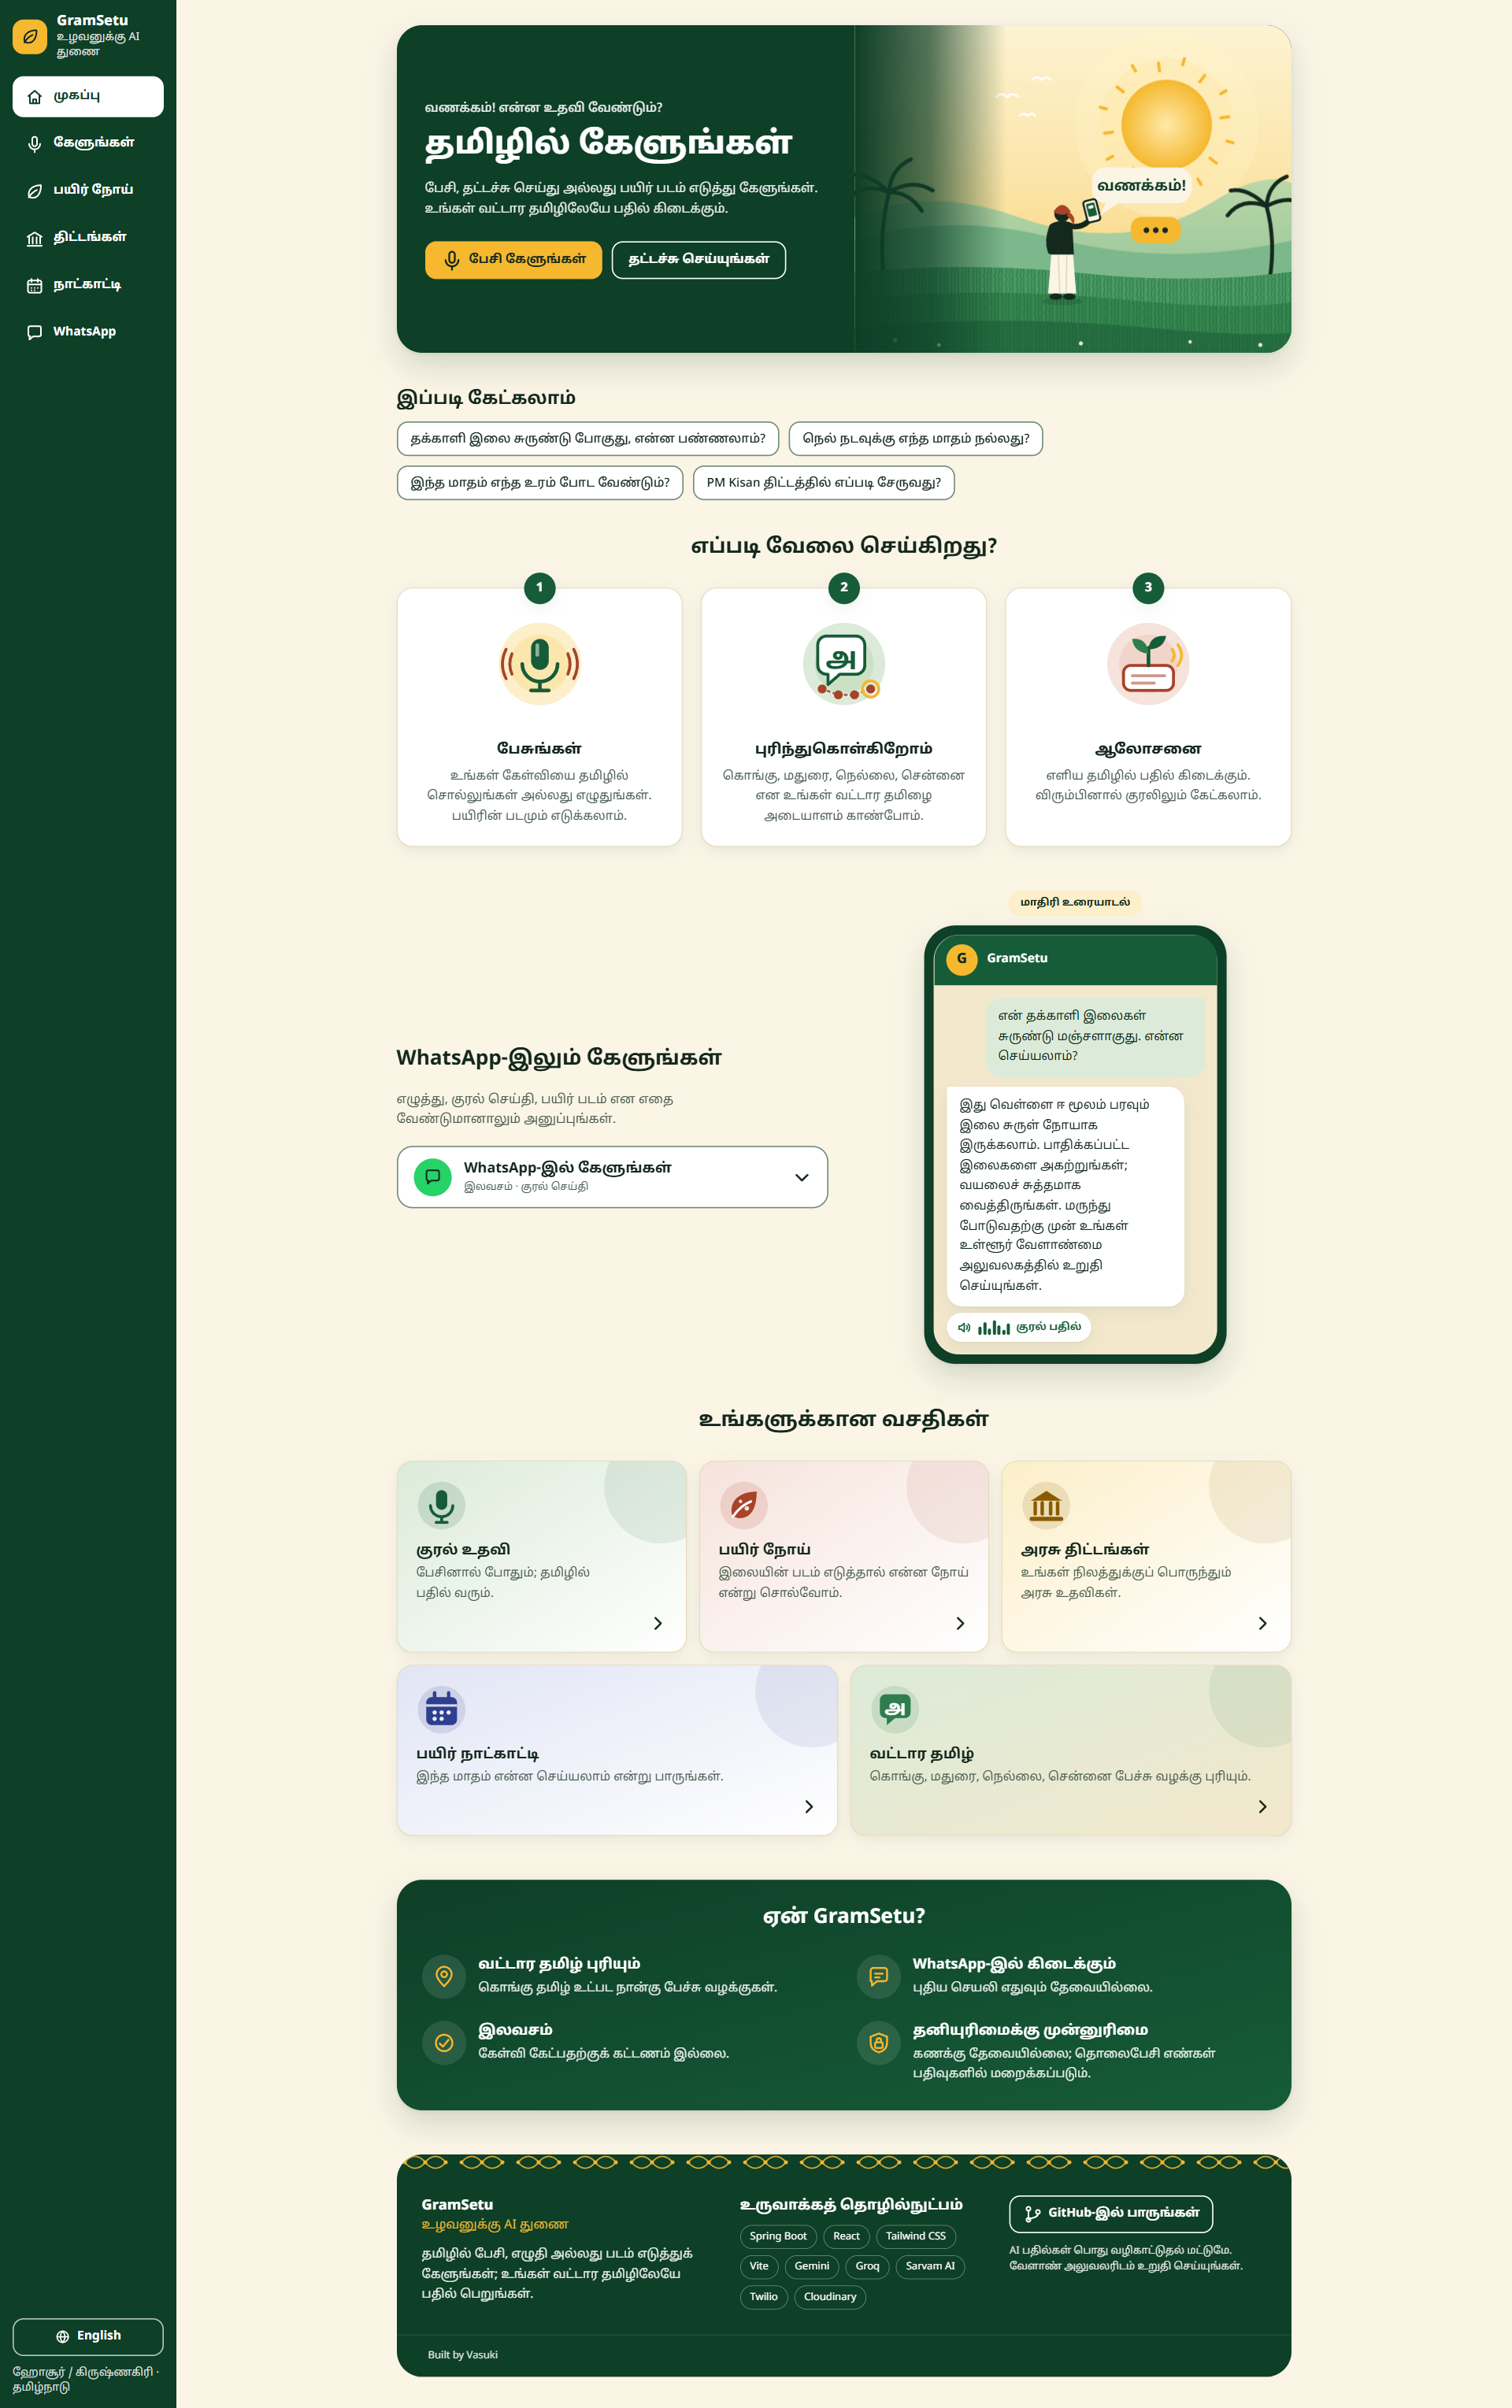 GramSetu
உழவனுக்கு AI
துணை
முகப்பு
கேளுங்கள்
பயிர் நோய்
திட்டங்கள்
நாட்காட்டி
WhatsApp
English
ஹோசூர் / கிருஷ்ணகிரி ·
தமிழ்நாடு
வணக்கம்! என்ன உதவி வேண்டும்?
தமிழில் கேளுங்கள்
பேசி, தட்டச்சு செய்து அல்லது பயிர் படம் எடுத்து கேளுங்கள்.
உங்கள் வட்டார தமிழிலேயே பதில் கிடைக்கும்.
பேசி கேளுங்கள்
தட்டச்சு செய்யுங்கள்
வணக்கம்!
இப்படி கேட்கலாம்
தக்காளி இலை சுருண்டு போகுது, என்ன பண்ணலாம்?
நெல் நடவுக்கு எந்த மாதம் நல்லது?
இந்த மாதம் எந்த உரம் போட வேண்டும்?
PM Kisan திட்டத்தில் எப்படி சேருவது?
எப்படி வேலை செய்கிறது?
1
பேசுங்கள்
உங்கள் கேள்வியை தமிழில்
சொல்லுங்கள் அல்லது எழுதுங்கள்.
பயிரின் படமும் எடுக்கலாம்.
2
அ
புரிந்துகொள்கிறோம்
கொங்கு, மதுரை, நெல்லை, சென்னை
என உங்கள் வட்டார தமிழை
அடையாளம் காண்போம்.
3
ஆலோசனை
எளிய தமிழில் பதில் கிடைக்கும்.
விரும்பினால் குரலிலும் கேட்கலாம்.
WhatsApp-இலும் கேளுங்கள்
எழுத்து, குரல் செய்தி, பயிர் படம் என எதை
வேண்டுமானாலும் அனுப்புங்கள்.
WhatsApp-இல் கேளுங்கள்
இலவசம் · குரல் செய்தி
மாதிரி உரையாடல்
G
GramSetu
என் தக்காளி இலைகள்
சுருண்டு மஞ்சளாகுது. என்ன
செய்யலாம்?
இது வெள்ளை ஈ மூலம் பரவும்
இலை சுருள் நோயாக
இருக்கலாம். பாதிக்கப்பட்ட
இலைகளை அகற்றுங்கள்;
வயலைச் சுத்தமாக
வைத்திருங்கள். மருந்து
போடுவதற்கு முன் உங்கள்
உள்ளூர் வேளாண்மை
அலுவலகத்தில் உறுதி
செய்யுங்கள்.
குரல் பதில்
உங்களுக்கான வசதிகள்
குரல் உதவி
பேசினால் போதும்; தமிழில்
பதில் வரும்.
பயிர் நோய்
இலையின் படம் எடுத்தால் என்ன நோய்
என்று சொல்வோம்.
அரசு திட்டங்கள்
உங்கள் நிலத்துக்குப் பொருந்தும்
அரசு உதவிகள்.
பயிர் நாட்காட்டி
இந்த மாதம் என்ன செய்யலாம் என்று பாருங்கள்.
அ
வட்டார தமிழ்
கொங்கு, மதுரை, நெல்லை, சென்னை பேச்சு வழக்கு புரியும்.
ஏன் GramSetu?
வட்டார தமிழ் புரியும்
கொங்கு தமிழ் உட்பட நான்கு பேச்சு வழக்குகள்.
WhatsApp-இல் கிடைக்கும்
புதிய செயலி எதுவும் தேவையில்லை.
இலவசம்
கேள்வி கேட்பதற்குக் கட்டணம் இல்லை.
தனியுரிமைக்கு முன்னுரிமை
கணக்கு தேவையில்லை; தொலைபேசி எண்கள்
பதிவுகளில் மறைக்கப்படும்.
GramSetu
உழவனுக்கு AI துணை
தமிழில் பேசி, எழுதி அல்லது படம் எடுத்துக்
கேளுங்கள்; உங்கள் வட்டார தமிழிலேயே
பதில் பெறுங்கள்.
உருவாக்கத் தொழில்நுட்பம்
Spring Boot
React
Tailwind CSS
Vite
Gemini
Groq
Sarvam AI
Twilio
Cloudinary
GitHub-இல் பாருங்கள்
AI பதில்கள் பொது வழிகாட்டுதல் மட்டுமே.
வேளாண் அலுவலரிடம் உறுதி செய்யுங்கள்.
Built by Vasuki